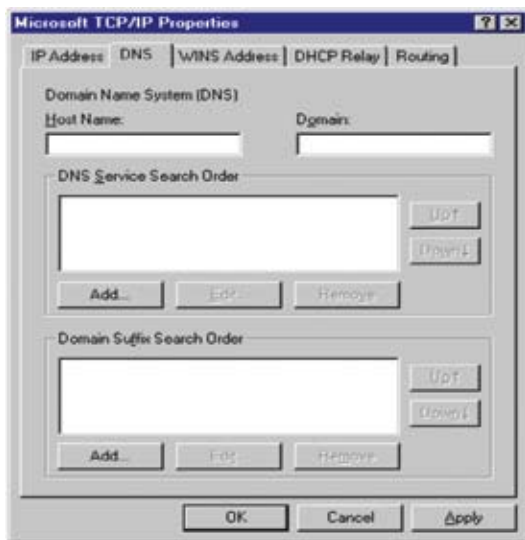 Microsoft TCP/IP Properties
IP Address DNS WINS Address DHCP Relay Routing
Domain Name System (DNS)
Host Name: Domain:
DNS Service Search Order
Up↑
Down↓
Add... Edit... Remove
Domain Suffix Search Order
Up↑
Down↓
Add... Edit... Remove
OK Cancel Apply